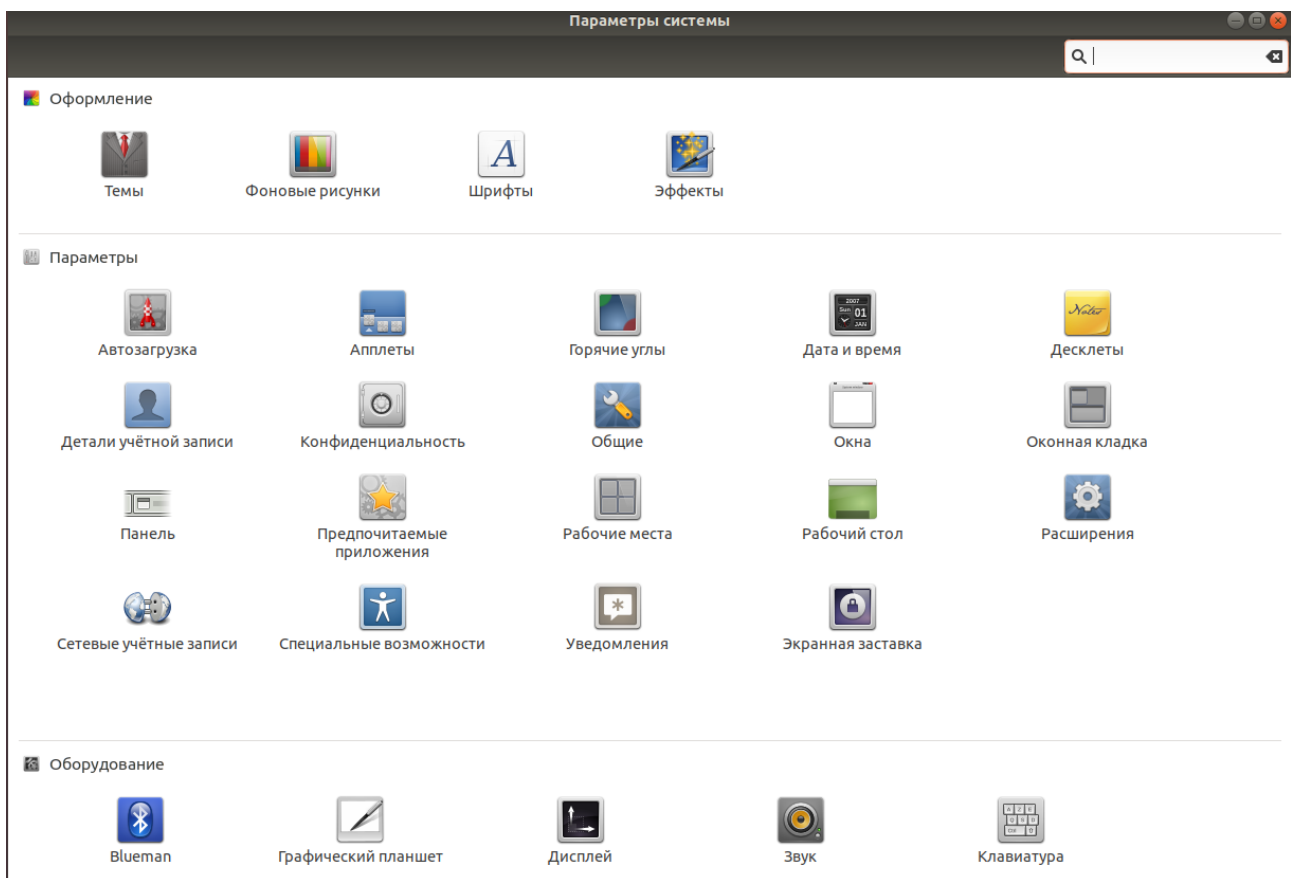 Параметры системы
Оформление
Темы
Фоновые рисунки
Шрифты
Эффекты
Параметры
Автозагрузка
Апплеты
Горячие углы
Дата и время
Десклеты
Детали учётной записи
Конфиденциальность
Общие
Окна
Оконная кладка
Панель
Предпочитаемые
приложения
Рабочие места
Рабочий стол
Расширения
Сетевые учётные записи
Специальные возможности
Уведомления
Экранная заставка
Оборудование
Blueman
Графический планшет
Дисплей
Звук
Клавиатура